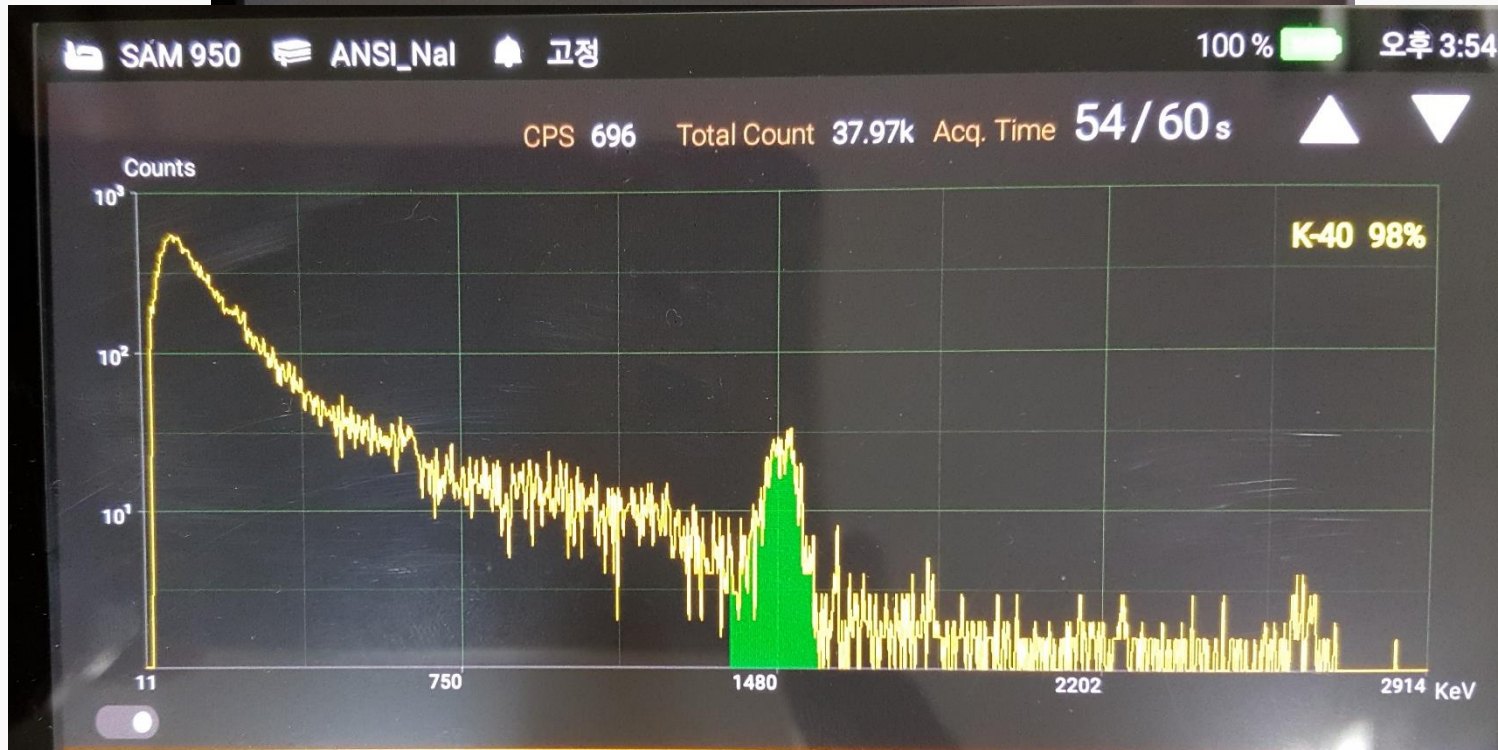 SAM 950 ANSI_NaI 고정 100 % 오후 3:54
CPS 696 Total Count 37.97k Acq. Time 54/60 s
Counts
10³
K-40 98%
10²
10¹
11 750 1480 2202 2914 KeV